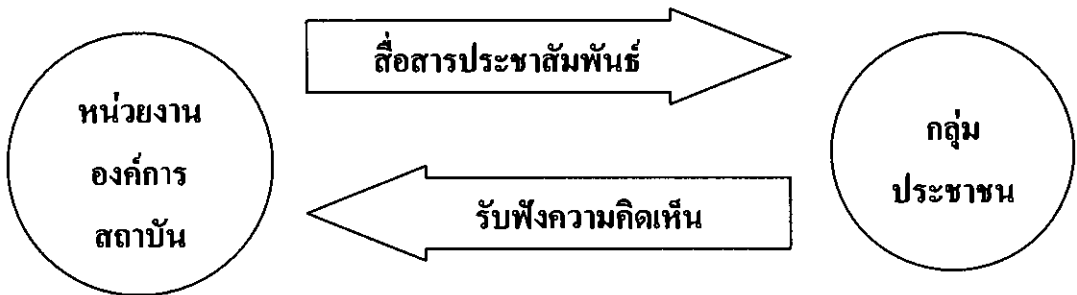 สื่อสารประชาสัมพันธ์
หน่วยงาน
องค์การ
สถาบัน
กลุ่ม
ประชาชน
รับฟังความคิดเห็น